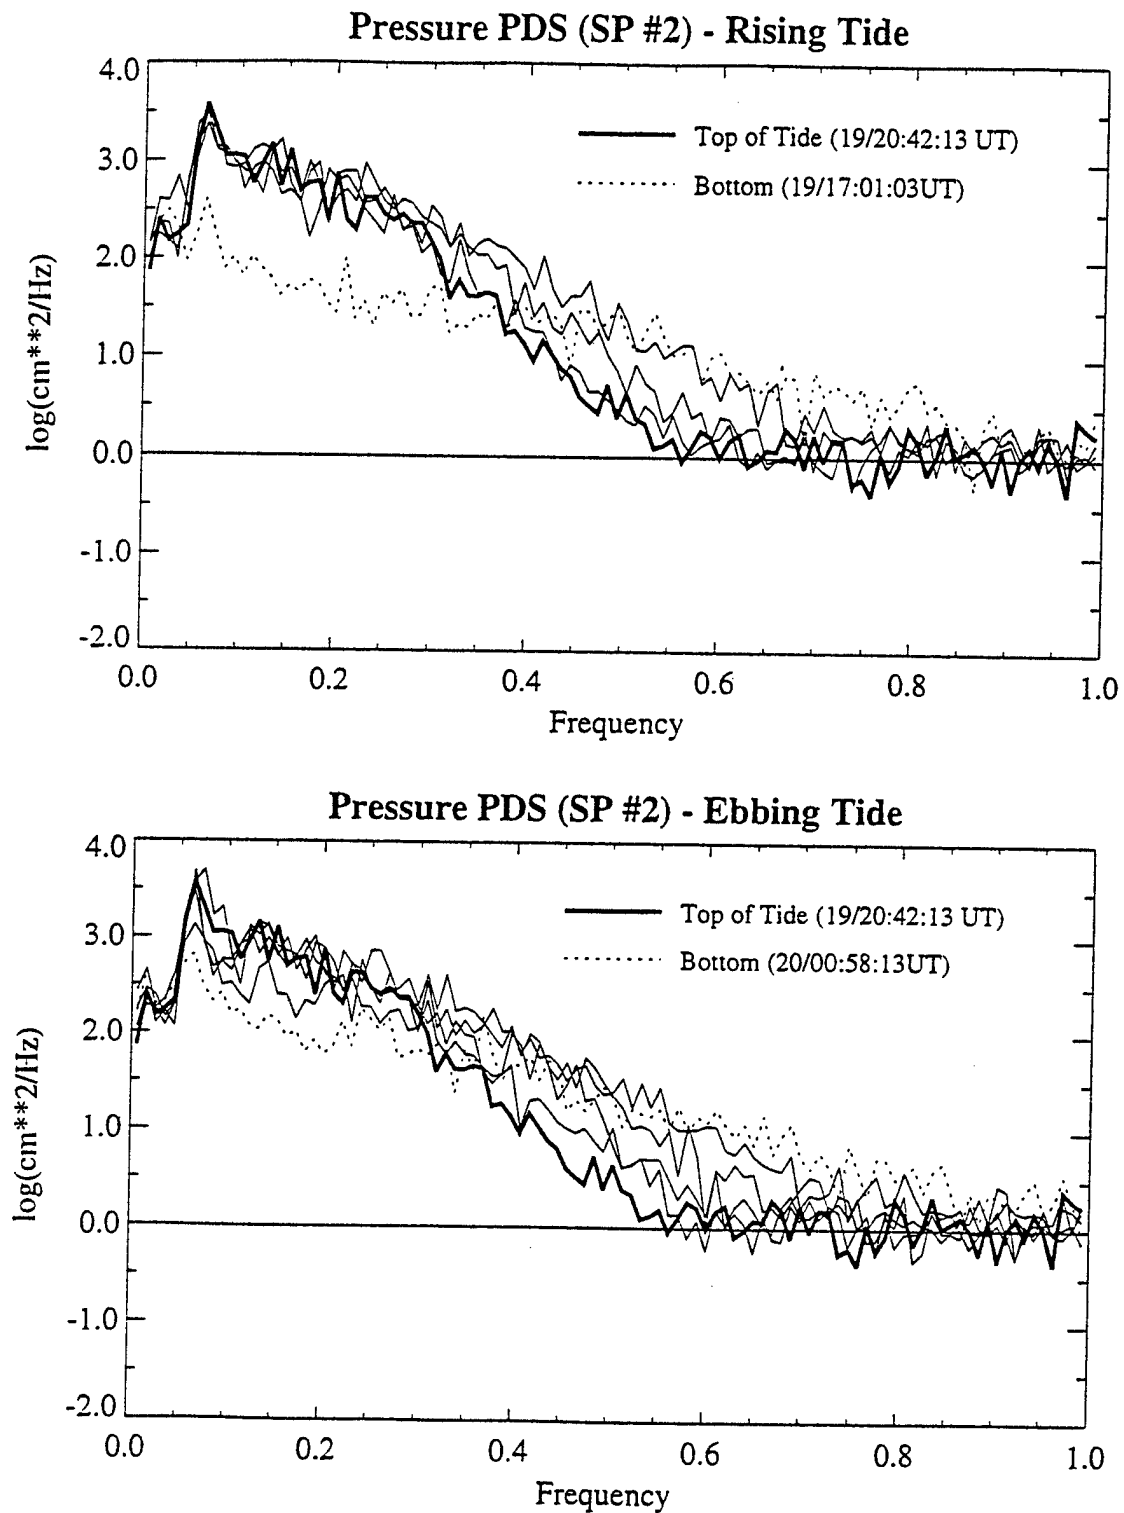 Pressure PDS (SP #2) - Rising Tide
4.0
3.0
2.0
1.0
0.0
-1.0
-2.0
log(cm**2/Hz)
Top of Tide (19/20:42:13 UT)
Bottom (19/17:01:03UT)
0.0 0.2 0.4 0.6 0.8 1.0
Frequency
Pressure PDS (SP #2) - Ebbing Tide
4.0
3.0
2.0
1.0
0.0
-1.0
-2.0
log(cm**2/Hz)
Top of Tide (19/20:42:13 UT)
Bottom (20/00:58:13UT)
0.0 0.2 0.4 0.6 0.8 1.0
Frequency